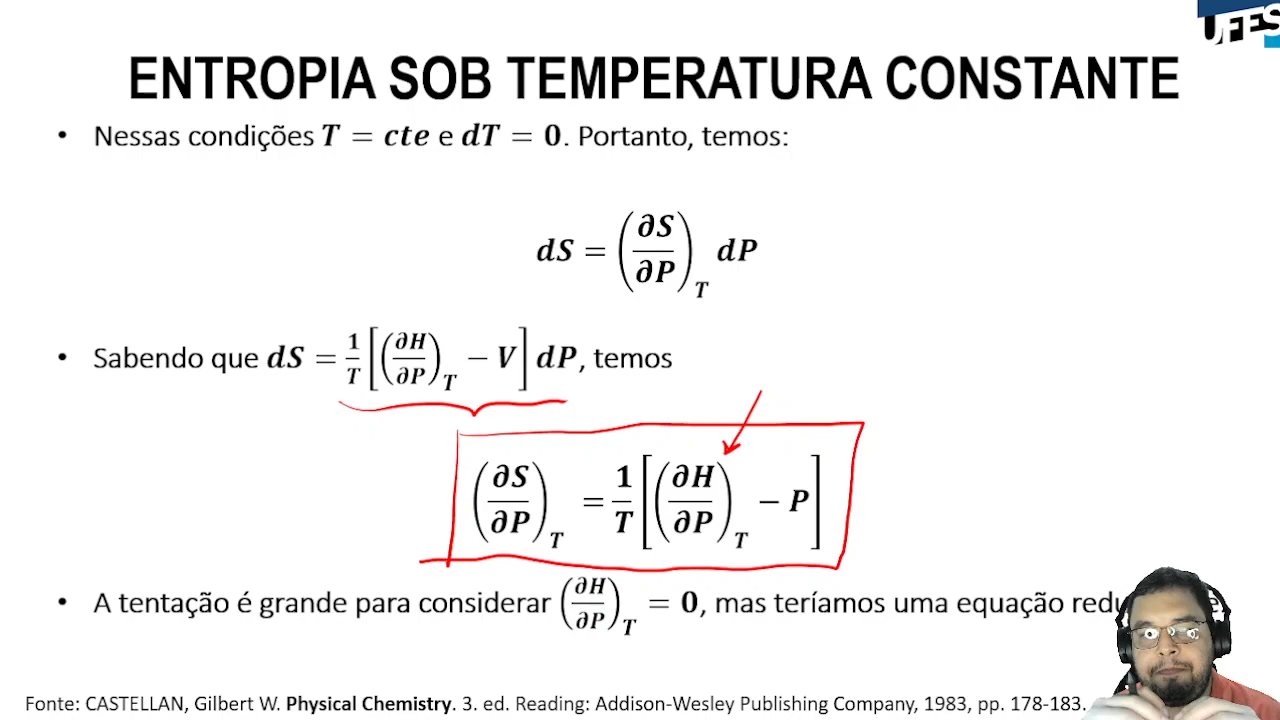 UFES
ENTROPIA SOB TEMPERATURA CONSTANTE
• Nessas condições T = cte e dT = 0. Portanto, temos:
dS = (∂S/∂P)_T dP
• Sabendo que dS = 1/T [(∂H/∂P)_T − V] dP, temos
(∂S/∂P)_T = 1/T [(∂H/∂P)_T − P]
• A tentação é grande para considerar (∂H/∂P)_T = 0, mas teríamos uma equação
Fonte: CASTELLAN, Gilbert W. Physical Chemistry. 3. ed. Reading: Addison-Wesley Publishing Company, 1983, pp. 178-183.